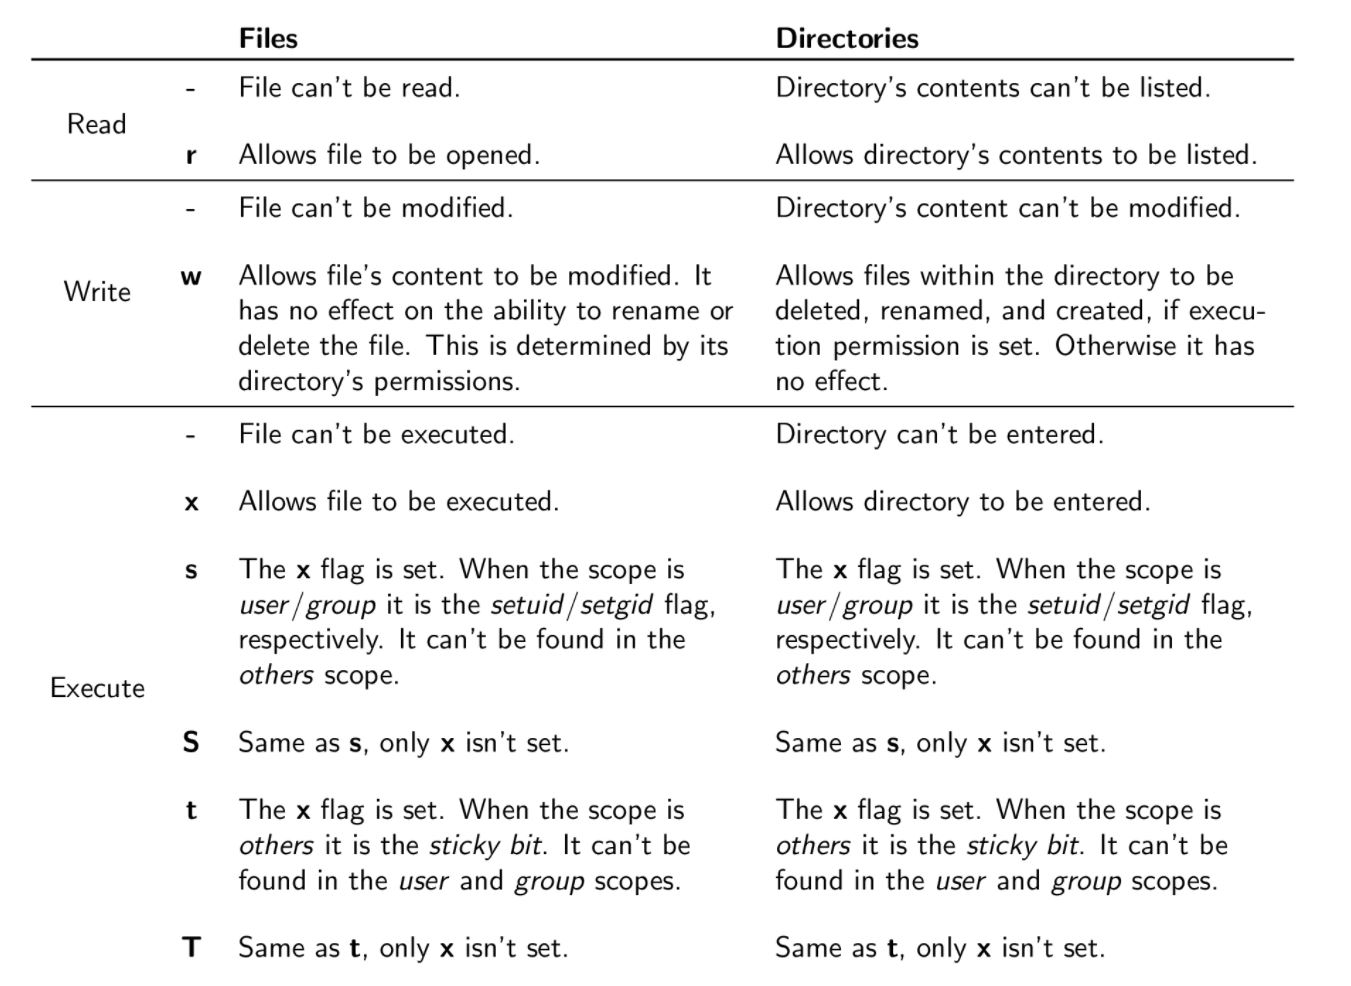 Files Directories
- File can't be read. Directory's contents can't be listed.
Read
r Allows file to be opened. Allows directory's contents to be listed.
- File can't be modified. Directory's content can't be modified.
Write
w Allows file's content to be modified. It Allows files within the directory to be
has no effect on the ability to rename or deleted, renamed, and created, if execu-
delete the file. This is determined by its tion permission is set. Otherwise it has
directory's permissions. no effect.
- File can't be executed. Directory can't be entered.
x Allows file to be executed. Allows directory to be entered.
s The x flag is set. When the scope is The x flag is set. When the scope is
user/group it is the setuid/setgid flag, user/group it is the setuid/setgid flag,
respectively. It can't be found in the respectively. It can't be found in the
others scope. others scope.
Execute
S Same as s, only x isn't set. Same as s, only x isn't set.
t The x flag is set. When the scope is The x flag is set. When the scope is
others it is the sticky bit. It can't be others it is the sticky bit. It can't be
found in the user and group scopes. found in the user and group scopes.
T Same as t, only x isn't set. Same as t, only x isn't set.